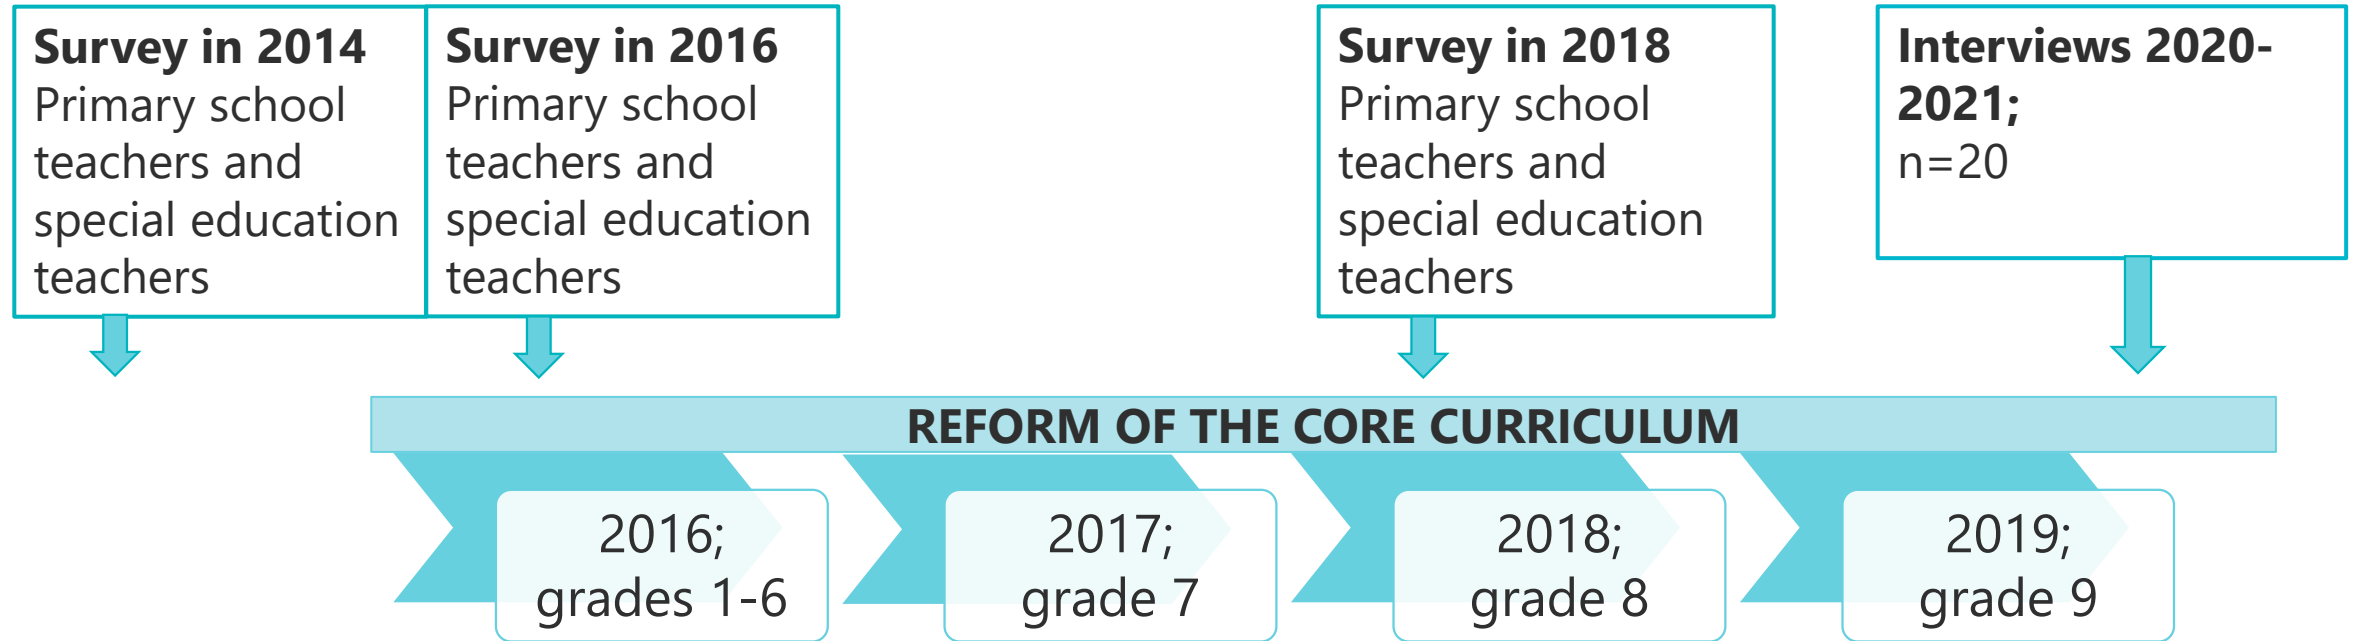 Survey in 2014
Primary school
teachers and
special education
teachers
Survey in 2016
Primary school
teachers and
special education
teachers
Survey in 2018
Primary school
teachers and
special education
teachers
Interviews 2020-
2021;
n=20
REFORM OF THE CORE CURRICULUM
2016;
grades 1-6
2017;
grade 7
2018;
grade 8
2019;
grade 9